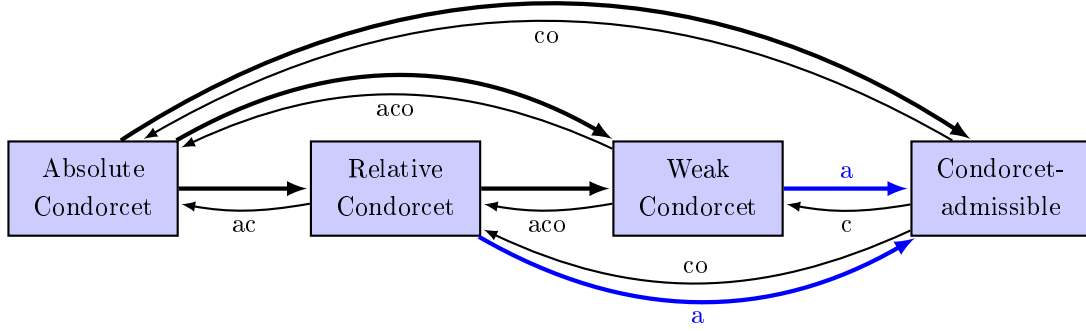 co
aco
Absolute
Condorcet
Relative
Condorcet
Weak
Condorcet
Condorcet-
admissible
a
ac
aco
c
co
a